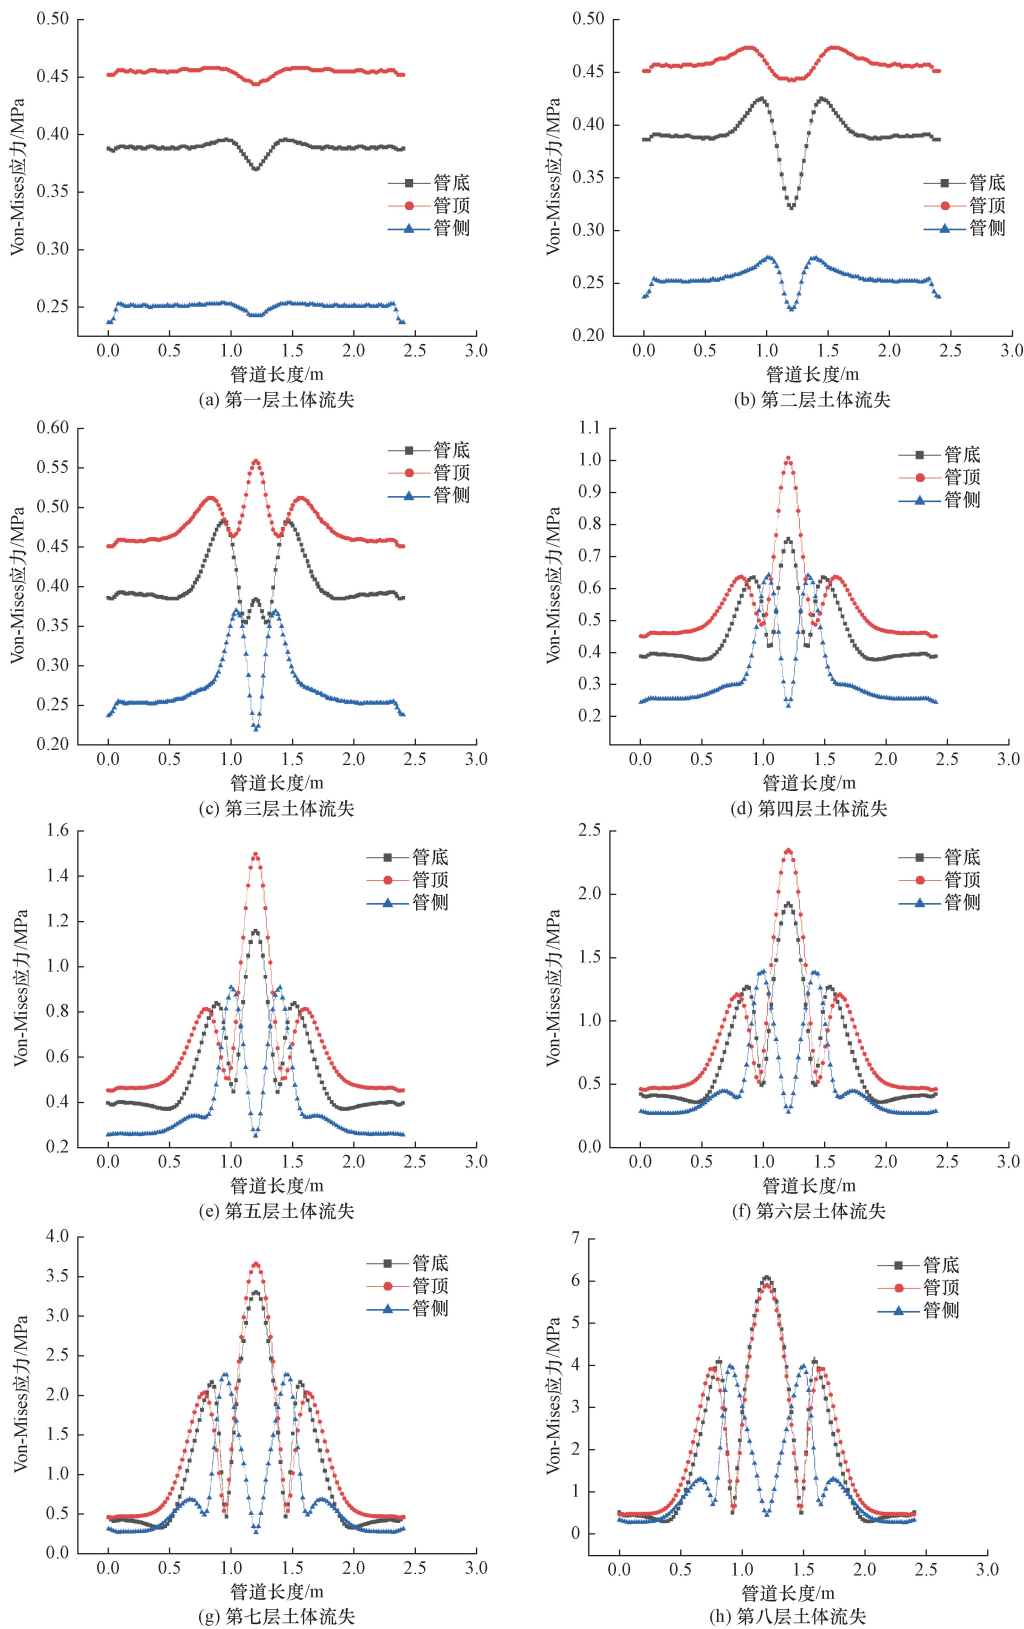 0.50
0.45
0.40
0.35
0.30
0.25
Von-Mises应力/MPa
管底
管顶
管侧
0.0 0.5 1.0 1.5 2.0 2.5 3.0
管道长度/m
(a) 第一层土体流失
0.50
0.45
0.40
0.35
0.30
0.25
0.20
Von-Mises应力/MPa
管底
管顶
管侧
0.0 0.5 1.0 1.5 2.0 2.5 3.0
管道长度/m
(b) 第二层土体流失
0.60
0.55
0.50
0.45
0.40
0.35
0.30
0.25
0.20
Von-Mises应力/MPa
管底
管顶
管侧
0.0 0.5 1.0 1.5 2.0 2.5 3.0
管道长度/m
(c) 第三层土体流失
1.1
1.0
0.9
0.8
0.7
0.6
0.5
0.4
0.3
0.2
Von-Mises应力/MPa
管底
管顶
管侧
0.0 0.5 1.0 1.5 2.0 2.5 3.0
管道长度/m
(d) 第四层土体流失
1.6
1.4
1.2
1.0
0.8
0.6
0.4
0.2
Von-Mises应力/MPa
管底
管顶
管侧
0.0 0.5 1.0 1.5 2.0 2.5 3.0
管道长度/m
(e) 第五层土体流失
2.5
2.0
1.5
1.0
0.5
0.0
Von-Mises应力/MPa
管底
管顶
管侧
0.0 0.5 1.0 1.5 2.0 2.5 3.0
管道长度/m
(f) 第六层土体流失
4.0
3.5
3.0
2.5
2.0
1.5
1.0
0.5
0.0
Von-Mises应力/MPa
管底
管顶
管侧
0.0 0.5 1.0 1.5 2.0 2.5 3.0
管道长度/m
(g) 第七层土体流失
7
6
5
4
3
2
1
0
Von-Mises应力/MPa
管底
管顶
管侧
0.0 0.5 1.0 1.5 2.0 2.5 3.0
管道长度/m
(h) 第八层土体流失